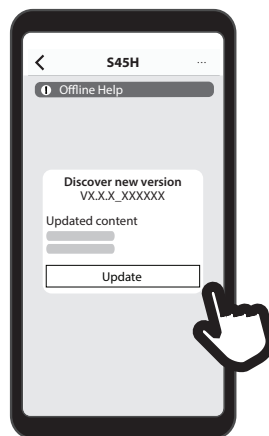 S45H ...
Offline Help
Discover new version
VX.X.X_XXXXXX
Updated content
Update